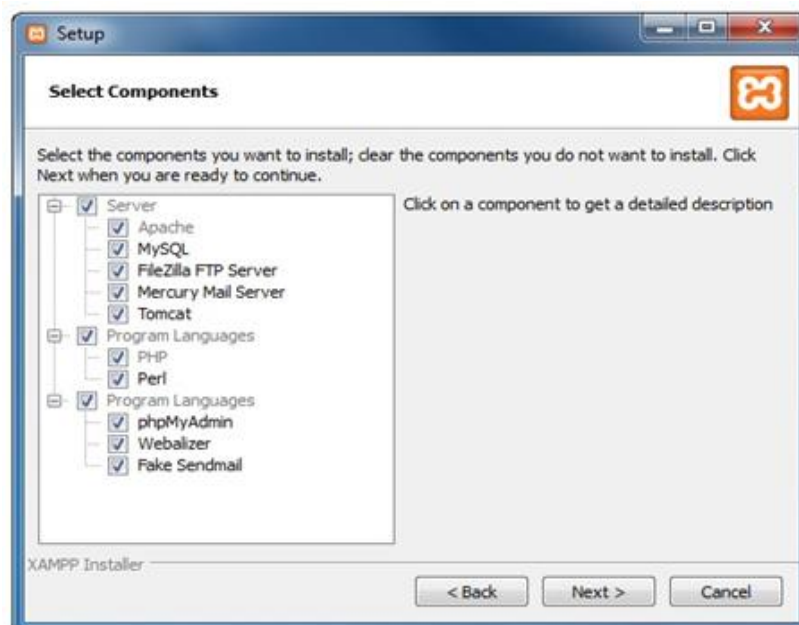 Setup
Select Components
Select the components you want to install; clear the components you do not want to install. Click
Next when you are ready to continue.
Server
Apache
MySQL
FileZilla FTP Server
Mercury Mail Server
Tomcat
Program Languages
PHP
Perl
Program Languages
phpMyAdmin
Webalizer
Fake Sendmail
Click on a component to get a detailed description
XAMPP Installer
< Back
Next >
Cancel